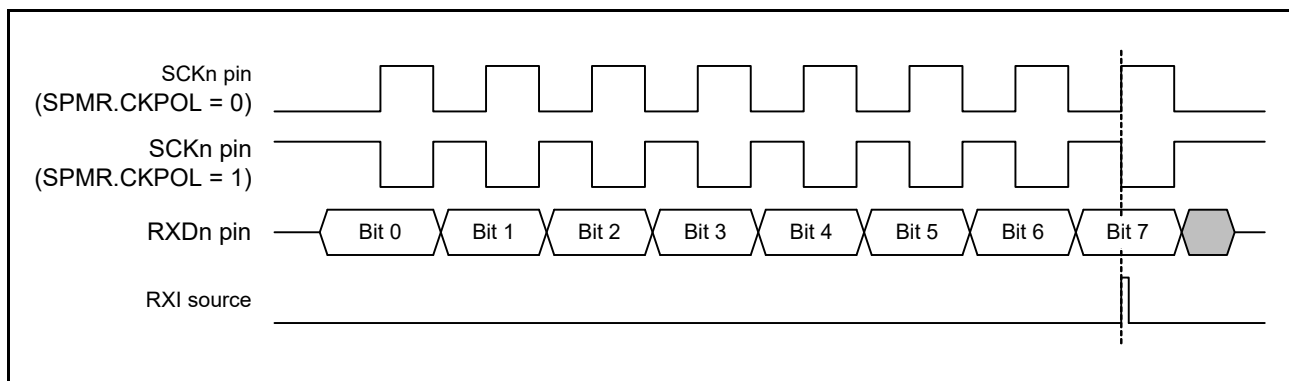 SCKn pin
(SPMR.CKPOL = 0)
SCKn pin
(SPMR.CKPOL = 1)
RXDn pin
Bit 0
Bit 1
Bit 2
Bit 3
Bit 4
Bit 5
Bit 6
Bit 7
RXI source